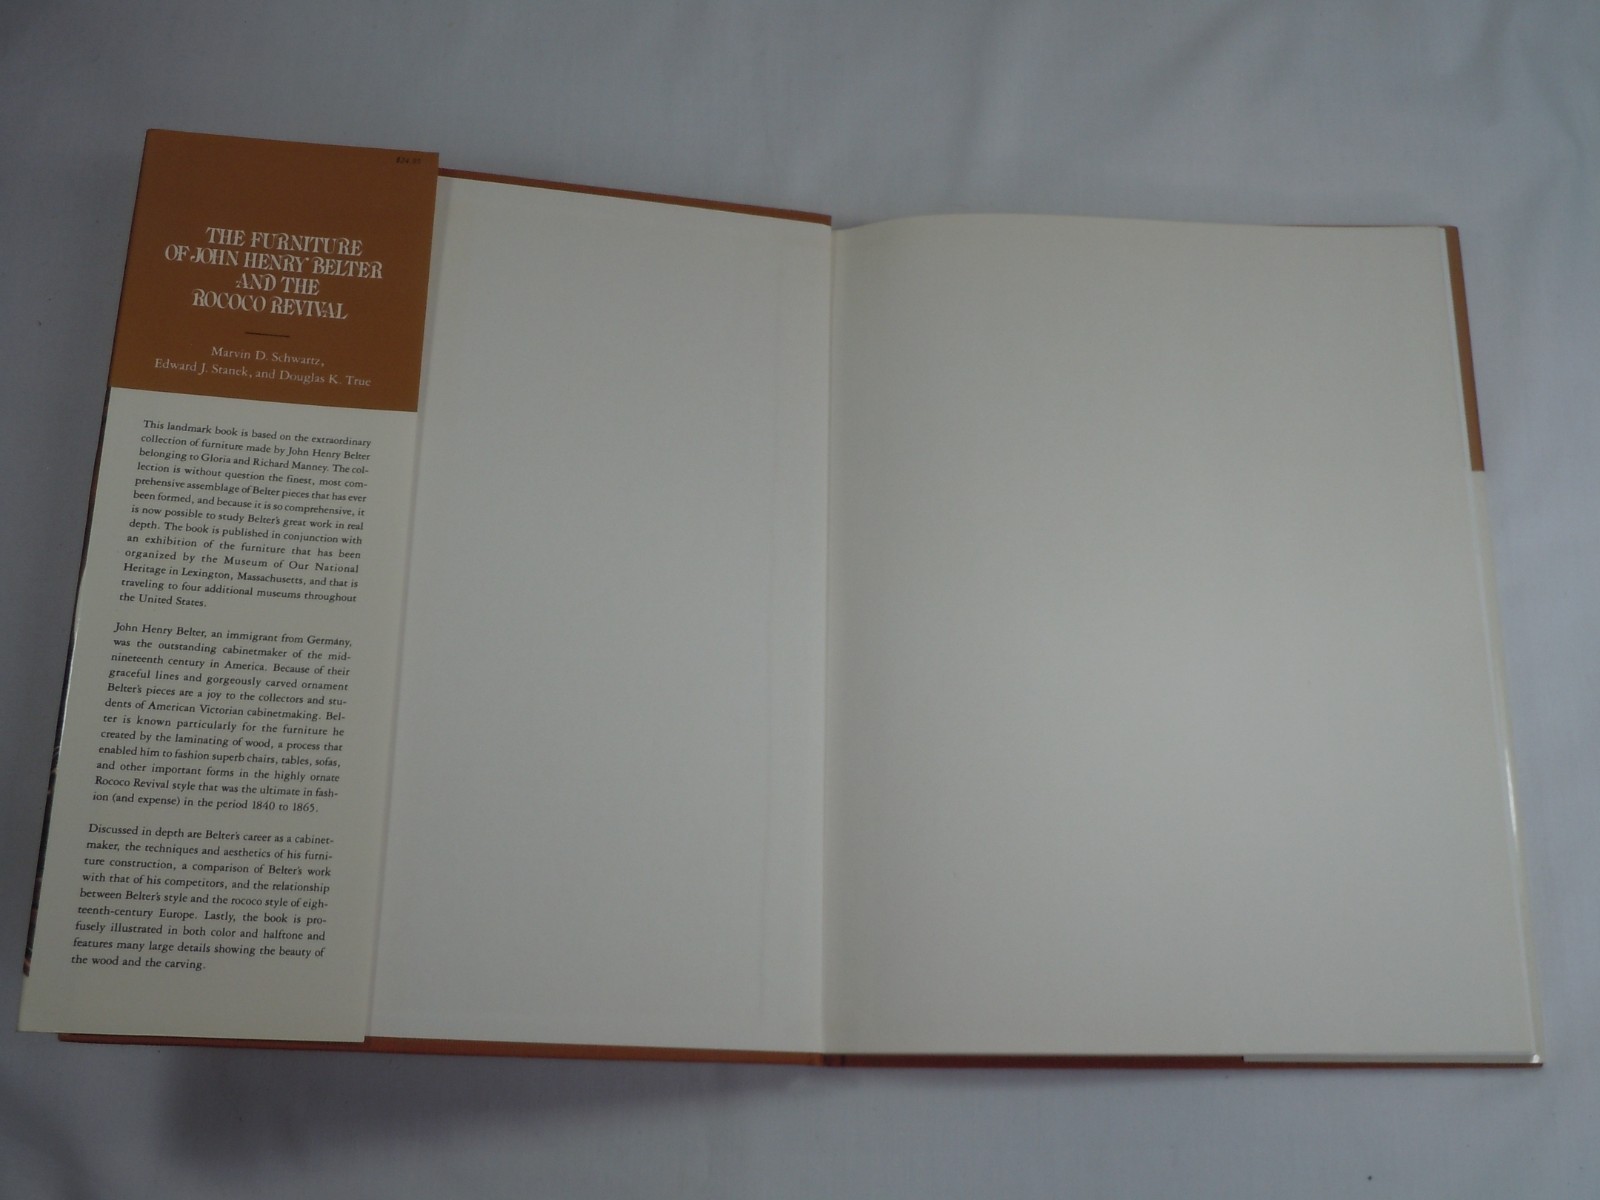 THE FURNITURE
OF JOHN HENRY BELTER
AND THE
ROCOCO REVIVAL
Marvin D. Schwartz,
Edward J. Stanek, and Douglas K. True
This landmark book is based on the extraordinary
collection of furniture made by John Henry Belter
belonging to Gloria and Richard Manney. The col-
lection is without question the finest, most com-
prehensive assemblage of Belter pieces that has ever
been formed, and because it is so comprehensive, it
is now possible to study Belter's great work in real
depth. The book is published in conjunction with
an exhibition of the furniture that has been
organized by the Museum of Our National
Heritage in Lexington, Massachusetts, and that is
traveling to four additional museums throughout
the United States.
John Henry Belter, an immigrant from Germany,
was the outstanding cabinetmaker of the mid-
nineteenth century in America. Because of their
graceful lines and gorgeously carved ornament
Belter's pieces are a joy to the collectors and stu-
dents of American Victorian cabinetmaking. Bel-
ter is known particularly for the furniture he
created by the laminating of wood, a process that
enabled him to fashion superb chairs, tables, sofas,
and other important forms in the highly ornate
Rococo Revival style that was the ultimate in fash-
ion (and expense) in the period 1840 to 1865.
Discussed in depth are Belter's career as a cabinet-
maker, the techniques and aesthetics of his furni-
ture construction, a comparison of Belter's work
with that of his competitors, and the relationship
between Belter's style and the rococo style of eigh-
teenth-century Europe. Lastly, the book is pro-
fusely illustrated in both color and halftone and
features many large details showing the beauty of
the wood and the carving.